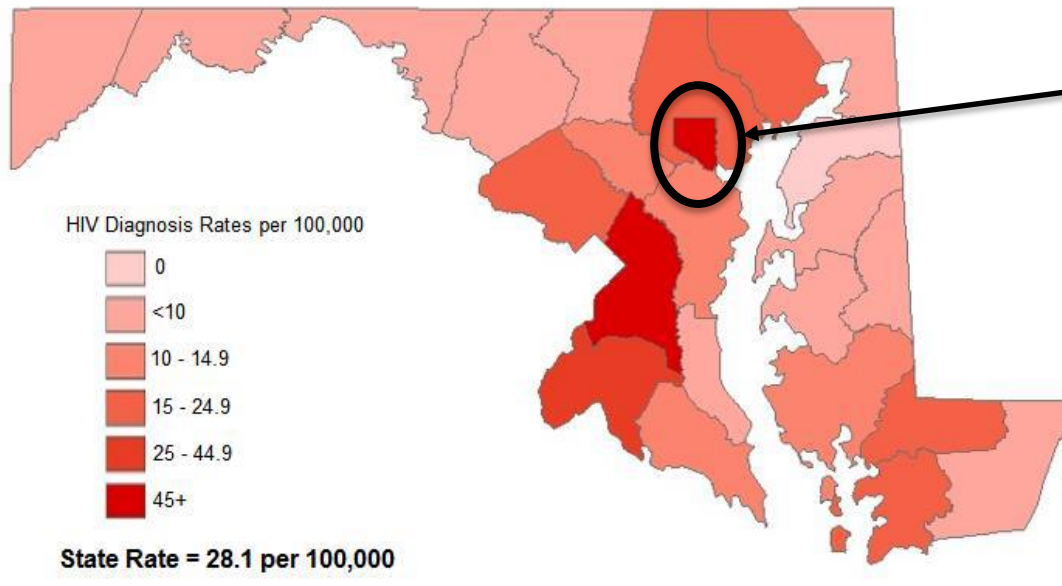 HIV Diagnosis Rates per 100,000
0
<10
10 - 14.9
15 - 24.9
25 - 44.9
45+
State Rate = 28.1 per 100,000